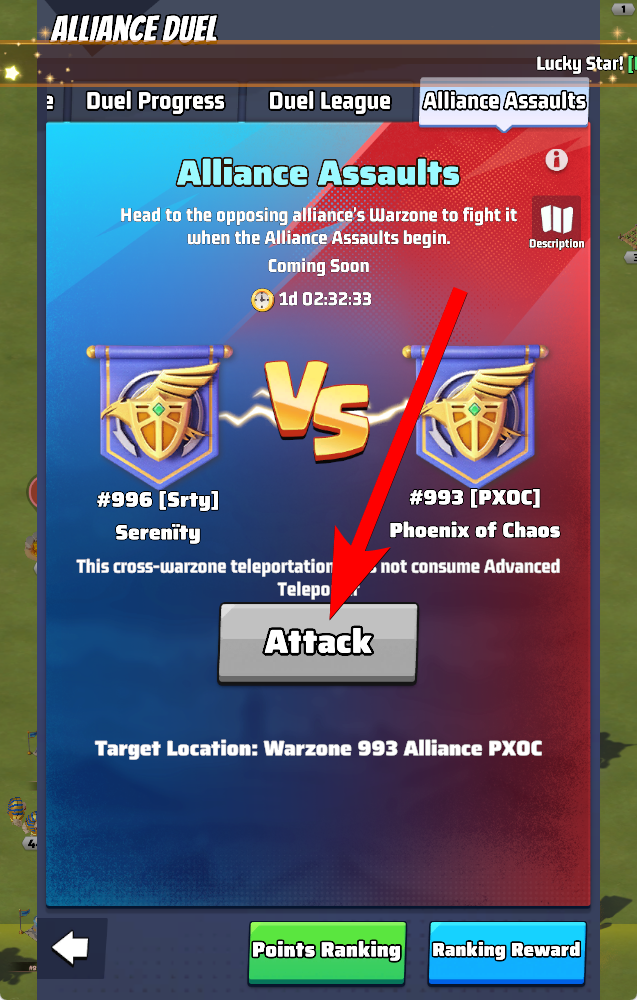 ALLIANCE DUEL
1
Lucky Star!
e
Duel Progress
Duel League
Alliance Assaults
Alliance Assaults
Head to the opposing alliance's Warzone to fight it
when the Alliance Assaults begin.
Description
Coming Soon
1d 02:32:33
VS
#996 [Srty]
Serenïty
#993 [PXOC]
Phoenix of Chaos
This cross-warzone teleportation not consume Advanced
Attack
Target Location: Warzone 993 Alliance PXOC
Points Ranking
Ranking Reward